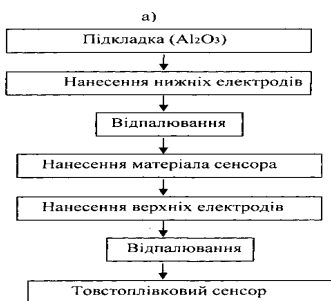 а)
Підкладка (Al₂O₃)
Нанесення нижніх електродів
Відпалювання
Нанесення матеріала сенсора
Нанесення верхніх електродів
Відпалювання
Товстоплівковий сенсор